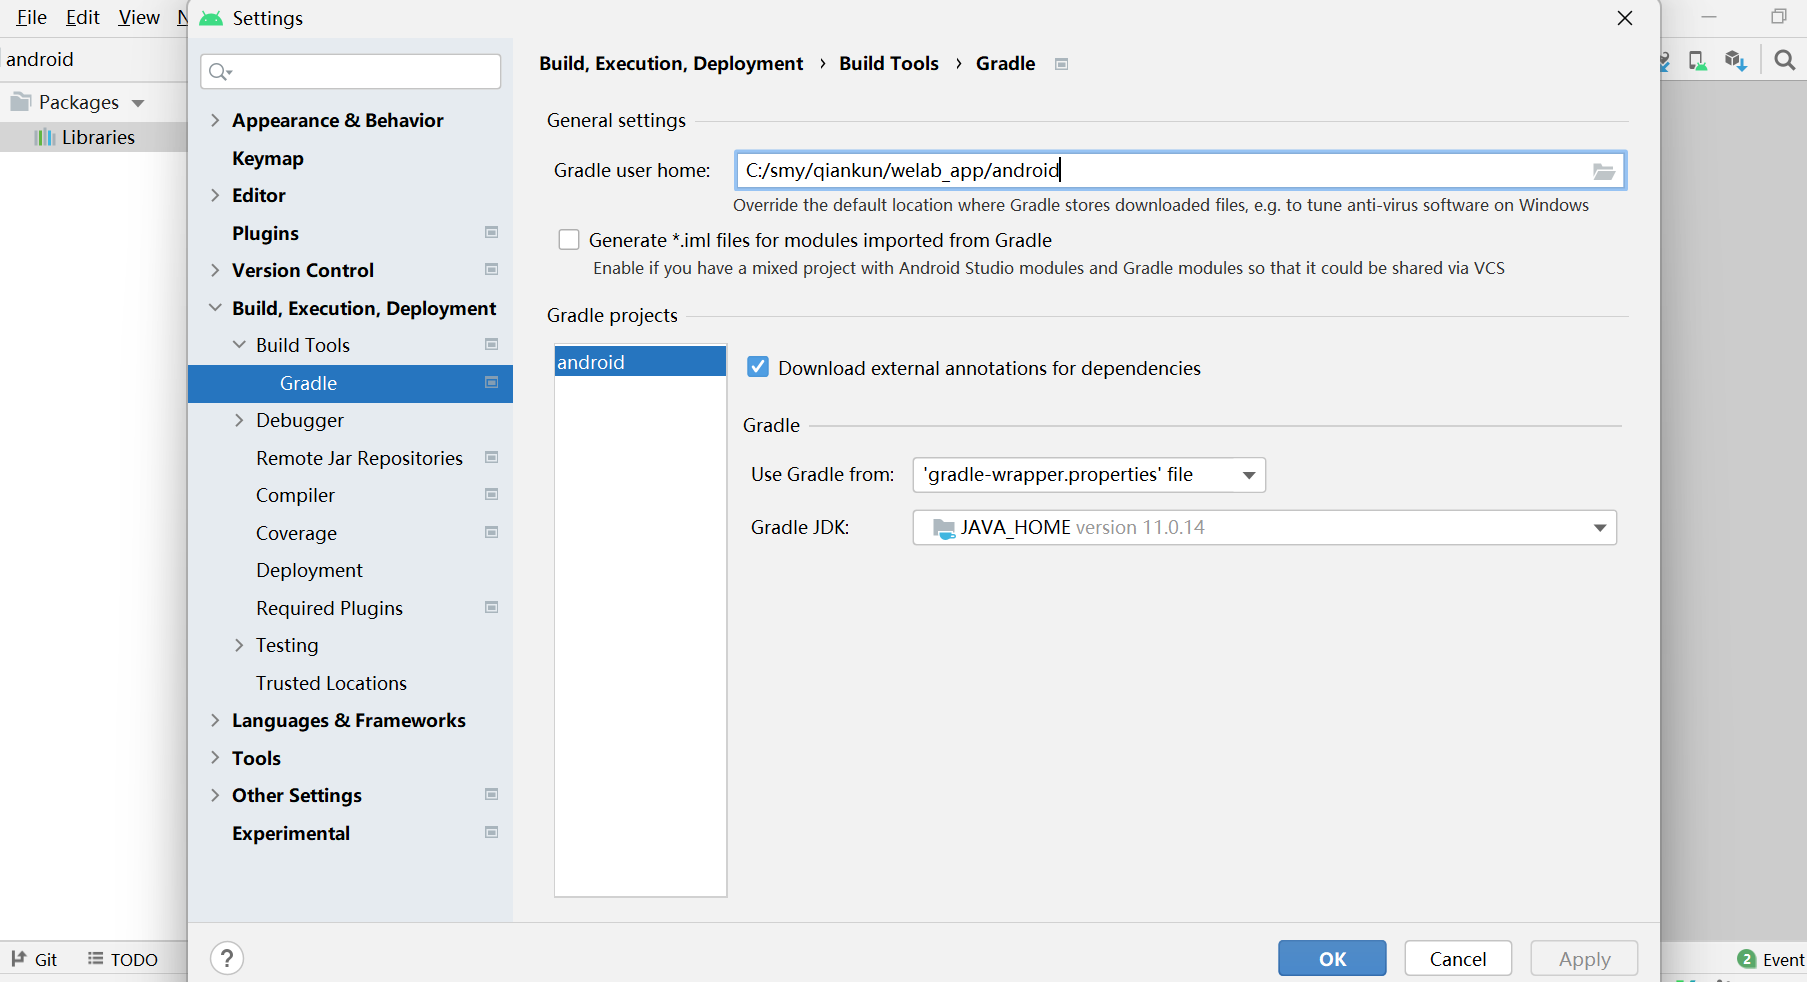 File Edit View N
android
Packages
Libraries
Settings
Appearance & Behavior
Keymap
Editor
Plugins
Version Control
Build, Execution, Deployment
Build Tools
Gradle
Debugger
Remote Jar Repositories
Compiler
Coverage
Deployment
Required Plugins
Testing
Trusted Locations
Languages & Frameworks
Tools
Other Settings
Experimental
Build, Execution, Deployment › Build Tools › Gradle
General settings
Gradle user home: C:/smy/qiankun/welab_app/android
Override the default location where Gradle stores downloaded files, e.g. to tune anti-virus software on Windows
Generate *.iml files for modules imported from Gradle
Enable if you have a mixed project with Android Studio modules and Gradle modules so that it could be shared via VCS
Gradle projects
android
Download external annotations for dependencies
Gradle
Use Gradle from: 'gradle-wrapper.properties' file
Gradle JDK: JAVA_HOME version 11.0.14
? OK Cancel Apply
Git TODO
2 Event